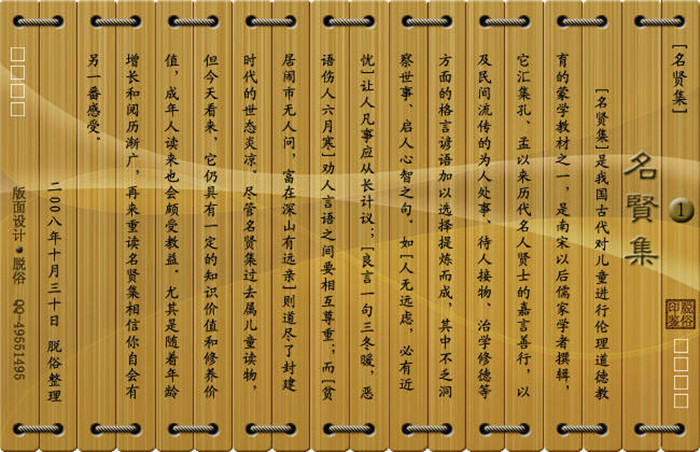 [名贤集]
名賢集
1
脱俗印鉴
[名贤集]是我国古代对儿童进行伦理道德教
育的蒙学教材之一，是南宋以后儒家学者撰辑，
它汇集孔、孟以来历代名人贤士的嘉言善行，以
及民间流传的为人处事、待人接物、治学修德等
方面的格言谚语加以选择提炼而成，其中不乏洞
察世事、启人心智之句。如[人无远虑，必有近
忧]让人凡事应从长计议；[良言一句三冬暖，恶
语伤人六月寒]劝人言语之间要相互尊重；而[贫
居闹市无人问，富在深山有远亲]则道尽了封建
时代的世态炎凉。尽管名贤集过去属儿童读物，
但今天看来，它仍具有一定的知识价值和修养价
值，成年人读来也会颇受教益。尤其是随着年龄
增长和阅历渐广，再来重读名贤集相信你自会有
另一番感受。
二00八年十月三十日 脱俗整理
版面设计●脱俗 QQ-49551495